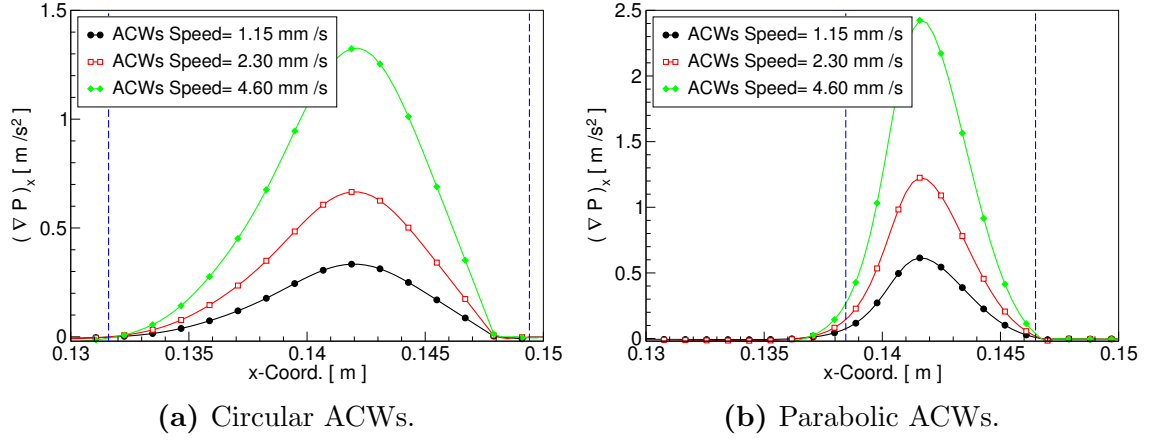 1.5
1
0.5
0
( ∇ P )x [ m /s² ]
ACWs Speed= 1.15 mm /s
ACWs Speed= 2.30 mm /s
ACWs Speed= 4.60 mm /s
0.13 0.135 0.14 0.145 0.15
x-Coord. [ m ]
(a) Circular ACWs.
2.5
2
1.5
1
0.5
0
( ∇ P )x [ m /s² ]
ACWs Speed= 1.15 mm /s
ACWs Speed= 2.30 mm /s
ACWs Speed= 4.60 mm /s
0.13 0.135 0.14 0.145 0.15
x-Coord. [ m ]
(b) Parabolic ACWs.